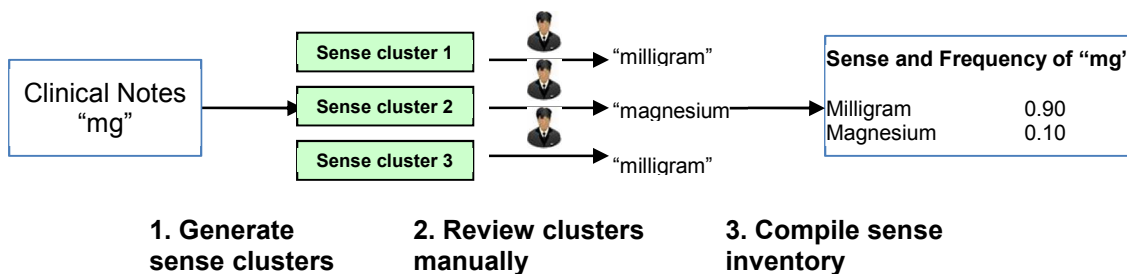 Clinical Notes
“mg”
Sense cluster 1
Sense cluster 2
Sense cluster 3
“milligram”
“magnesium
“milligram”
Sense and Frequency of “mg”
Milligram 0.90
Magnesium 0.10
1. Generate
sense clusters
2. Review clusters
manually
3. Compile sense
inventory